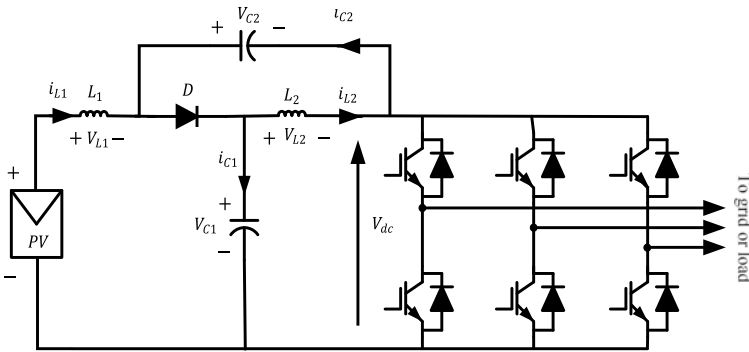 + V_{C2} − i_{C2}
i_{L1} L_1 D L_2 i_{L2}
+ V_{L1} − + V_{L2} −
i_{C1}
+
+ V_{C1} V_{dc}
−
PV
−
To grid or load